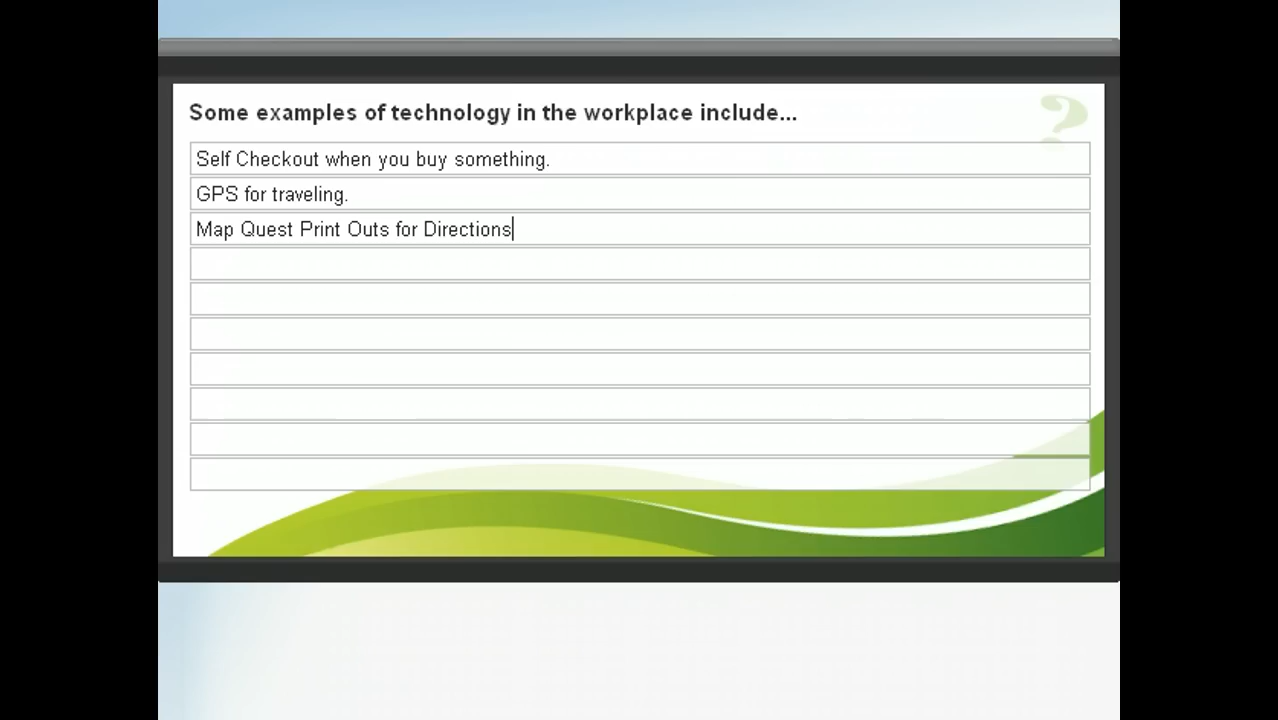 Some examples of technology in the workplace include...
?
Self Checkout when you buy something.
GPS for traveling.
Map Quest Print Outs for Directions